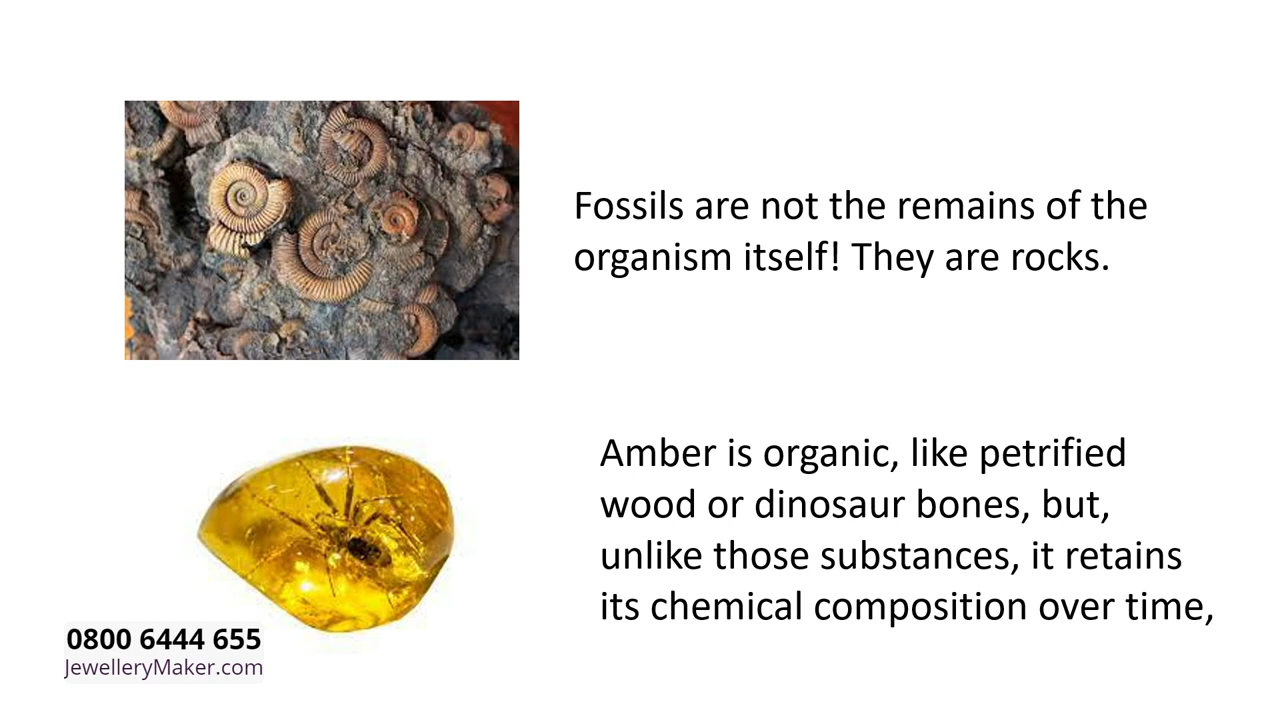 Fossils are not the remains of the
organism itself! They are rocks.
Amber is organic, like petrified
wood or dinosaur bones, but,
unlike those substances, it retains
its chemical composition over time,
0800 6444 655
JewelleryMaker.com